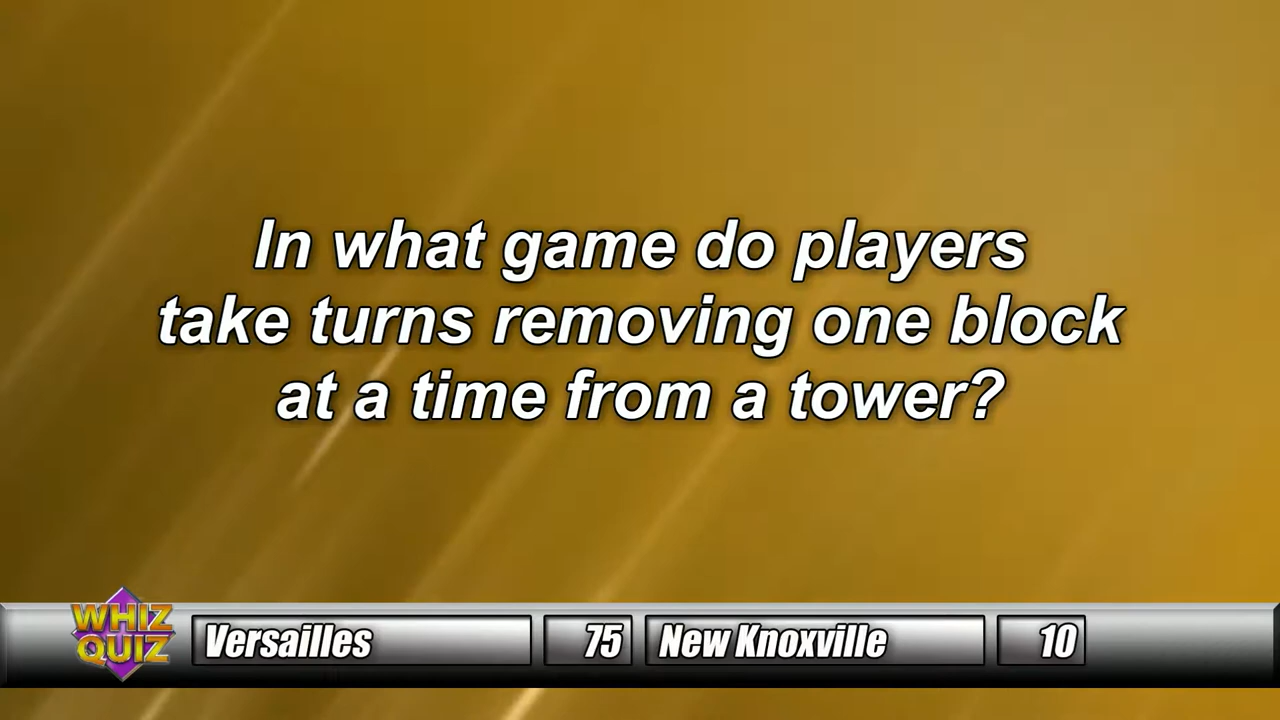 In what game do players
take turns removing one block
at a time from a tower?
WHIZ
QUIZ
Versailles 75 New Knoxville 10